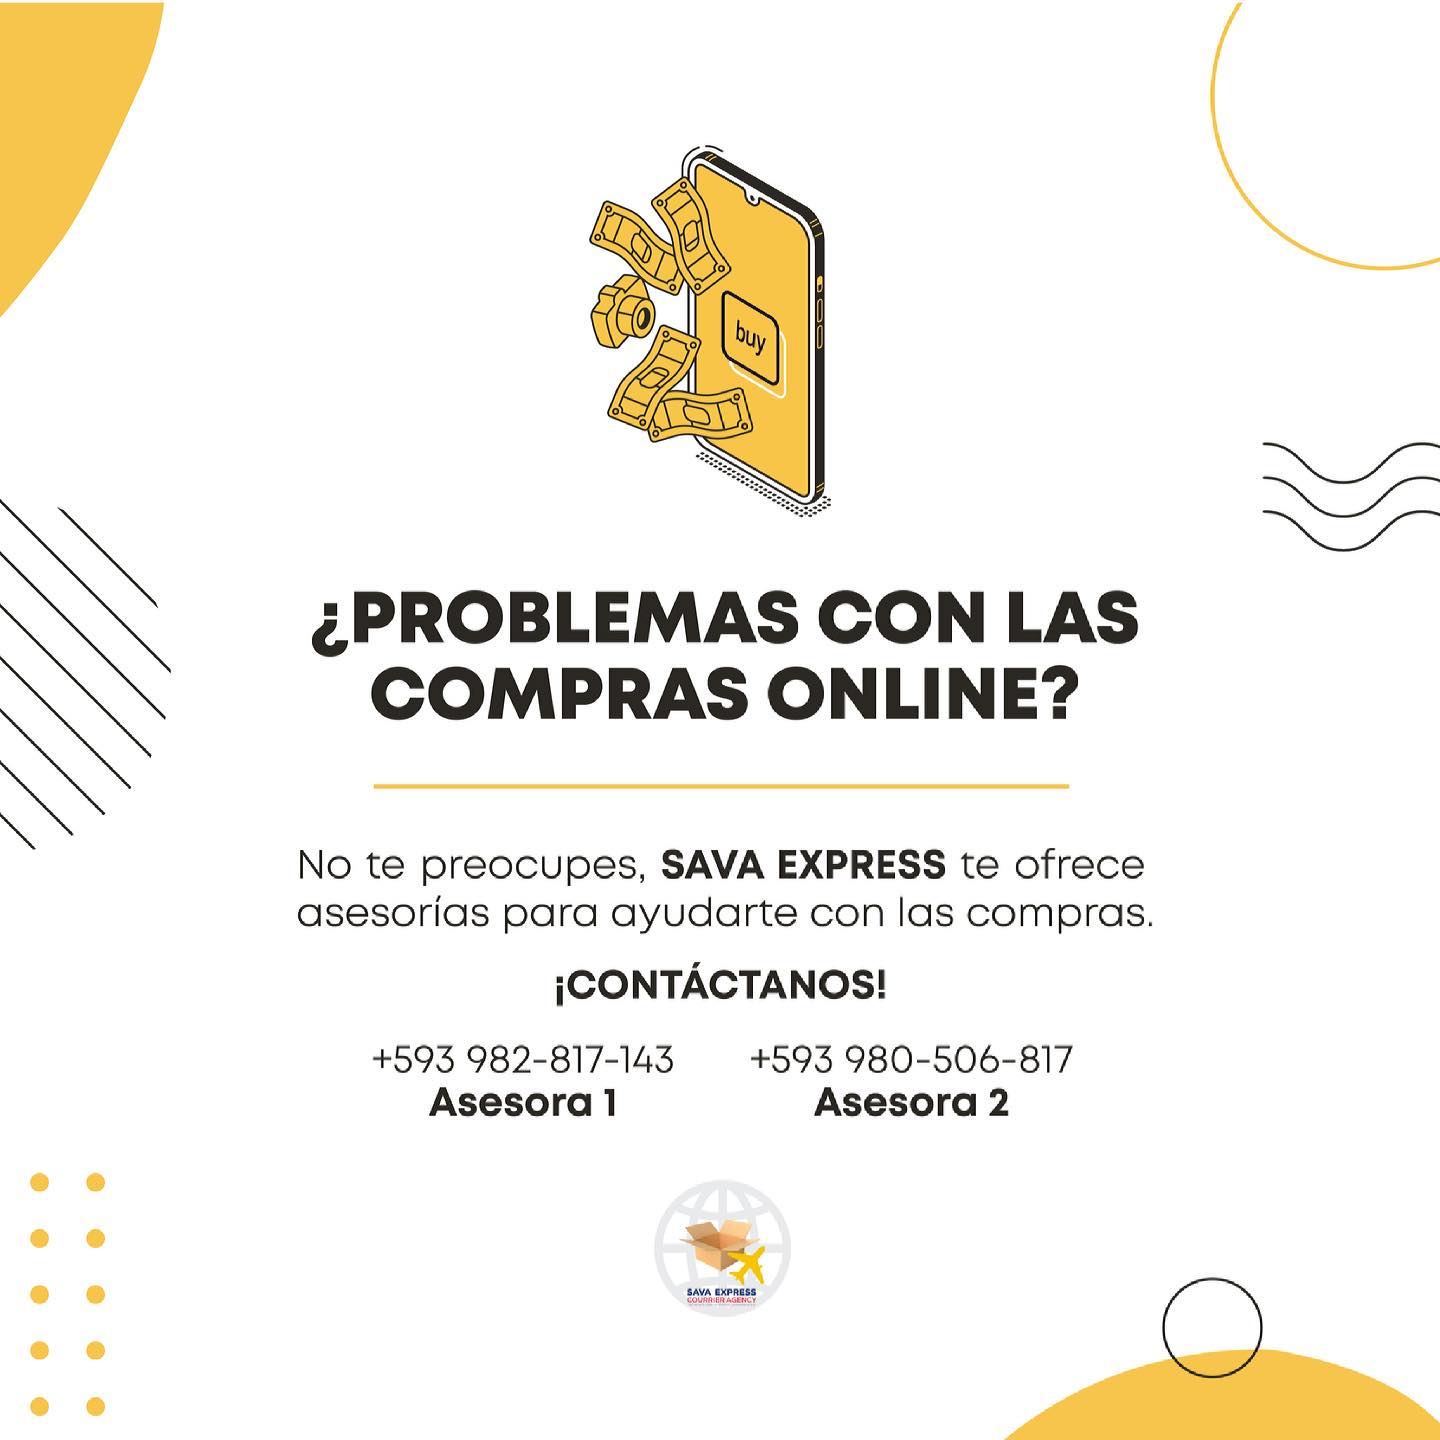 buy
¿PROBLEMAS CON LAS
COMPRAS ONLINE?
No te preocupes, SAVA EXPRESS te ofrece
asesorías para ayudarte con las compras.
¡CONTÁCTANOS!
+593 982-817-143
Asesora 1
+593 980-506-817
Asesora 2
SAVA EXPRESS
COURRIER AGENCY